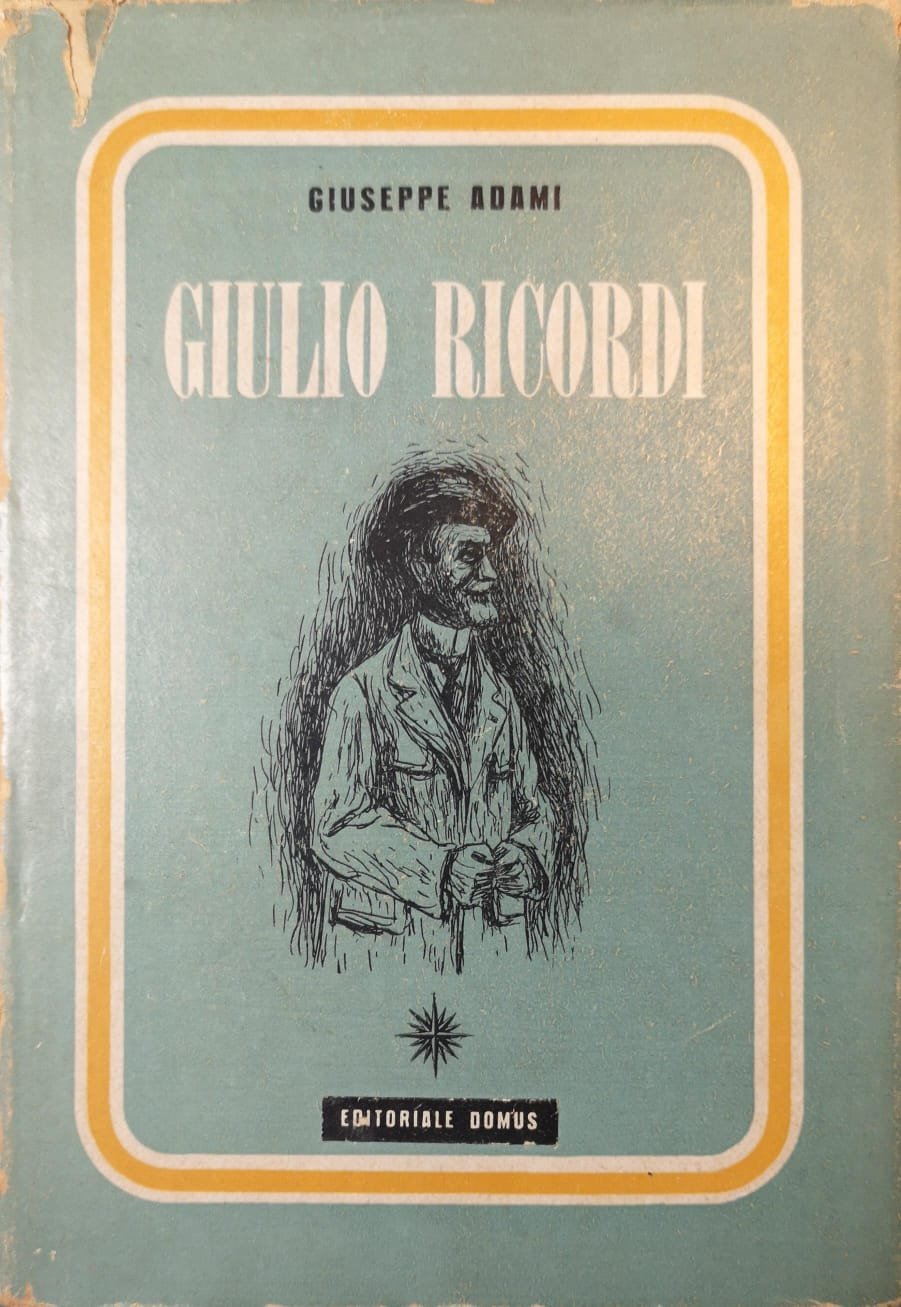 GIUSEPPE ADAMI
GIULIO RICORDI
EDITORIALE DOMUS